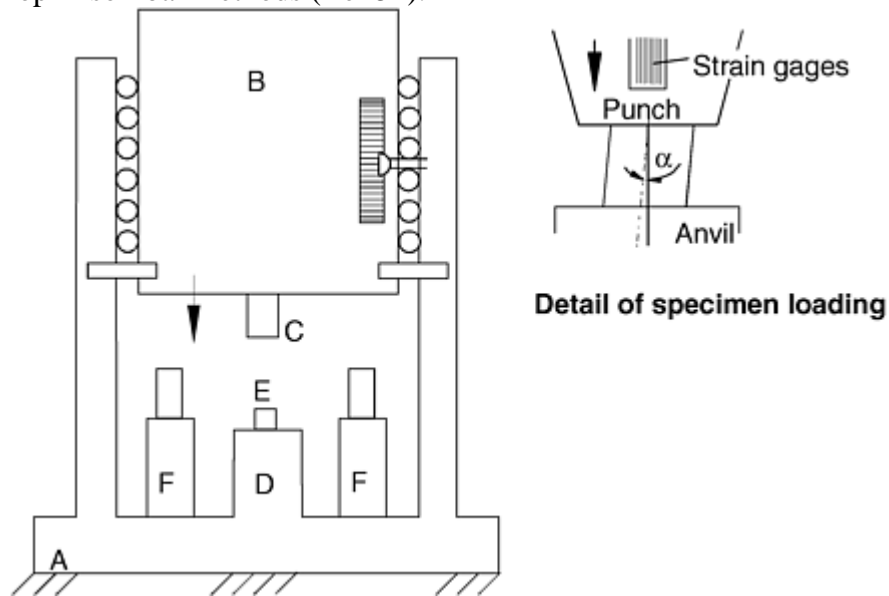 B
C
E
F
D
F
A
Strain gages
Punch
α
Anvil
Detail of specimen loading